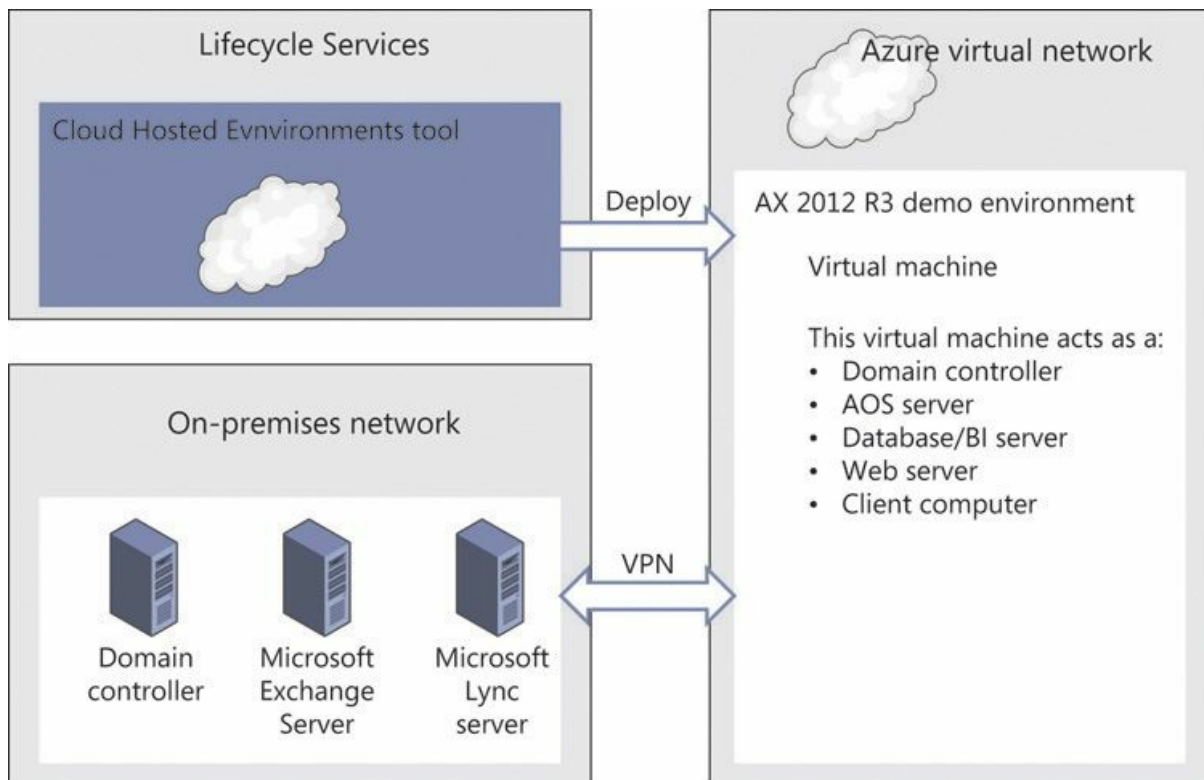 Lifecycle Services
Cloud Hosted Evnvironments tool
Deploy
Azure virtual network
AX 2012 R3 demo environment
Virtual machine
This virtual machine acts as a:
• Domain controller
• AOS server
• Database/BI server
• Web server
• Client computer
On-premises network
VPN
Domain
controller
Microsoft
Exchange
Server
Microsoft
Lync
server